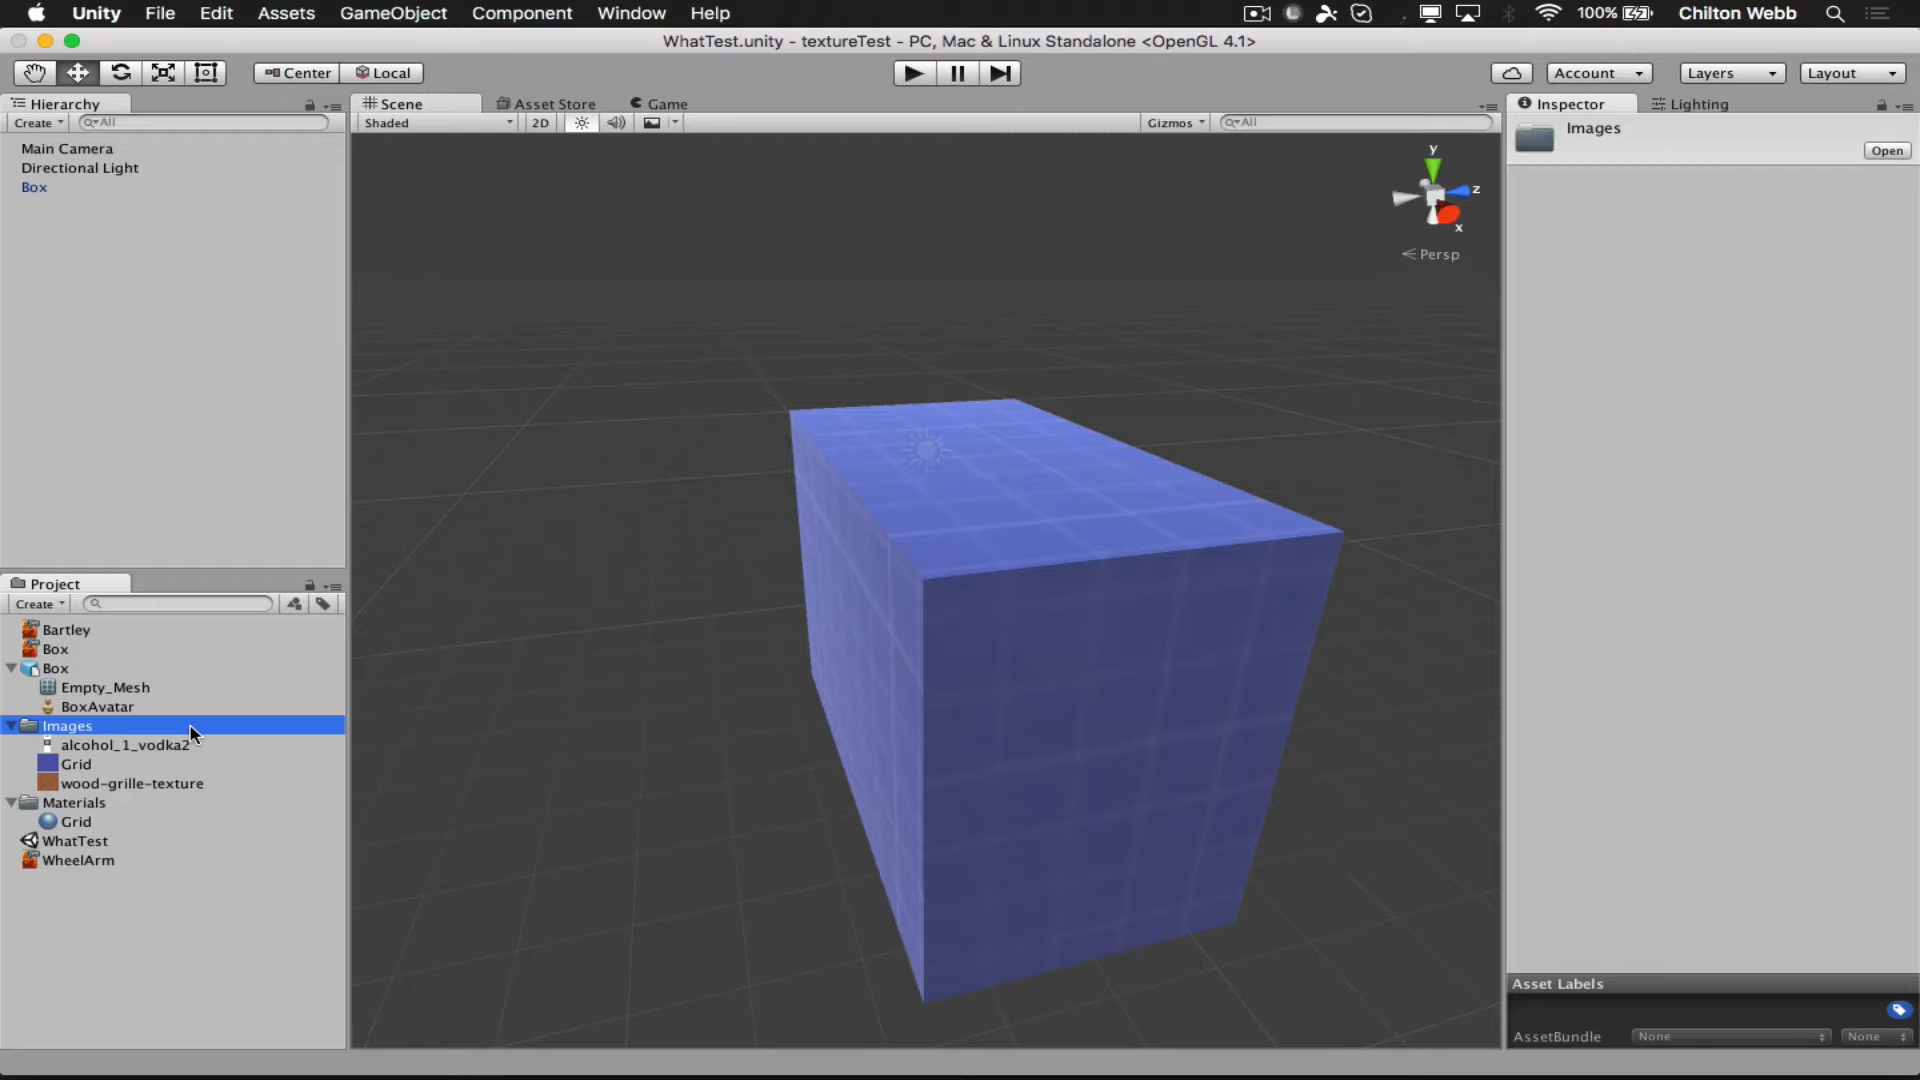 Unity File Edit Assets GameObject Component Window Help 100% Chilton Webb
WhatTest.unity - textureTest - PC, Mac & Linux Standalone <OpenGL 4.1>
Center Local Account Layers Layout
Hierarchy
Create All
Main Camera
Directional Light
Box
Scene Asset Store Game
Shaded 2D Gizmos All
y
z
x
Persp
Inspector Lighting
Images
Open
Project
Create
Bartley
Box
Box
Empty_Mesh
BoxAvatar
Images
alcohol_1_vodka2
Grid
wood-grille-texture
Materials
Grid
WhatTest
WheelArm
Asset Labels
AssetBundle None None